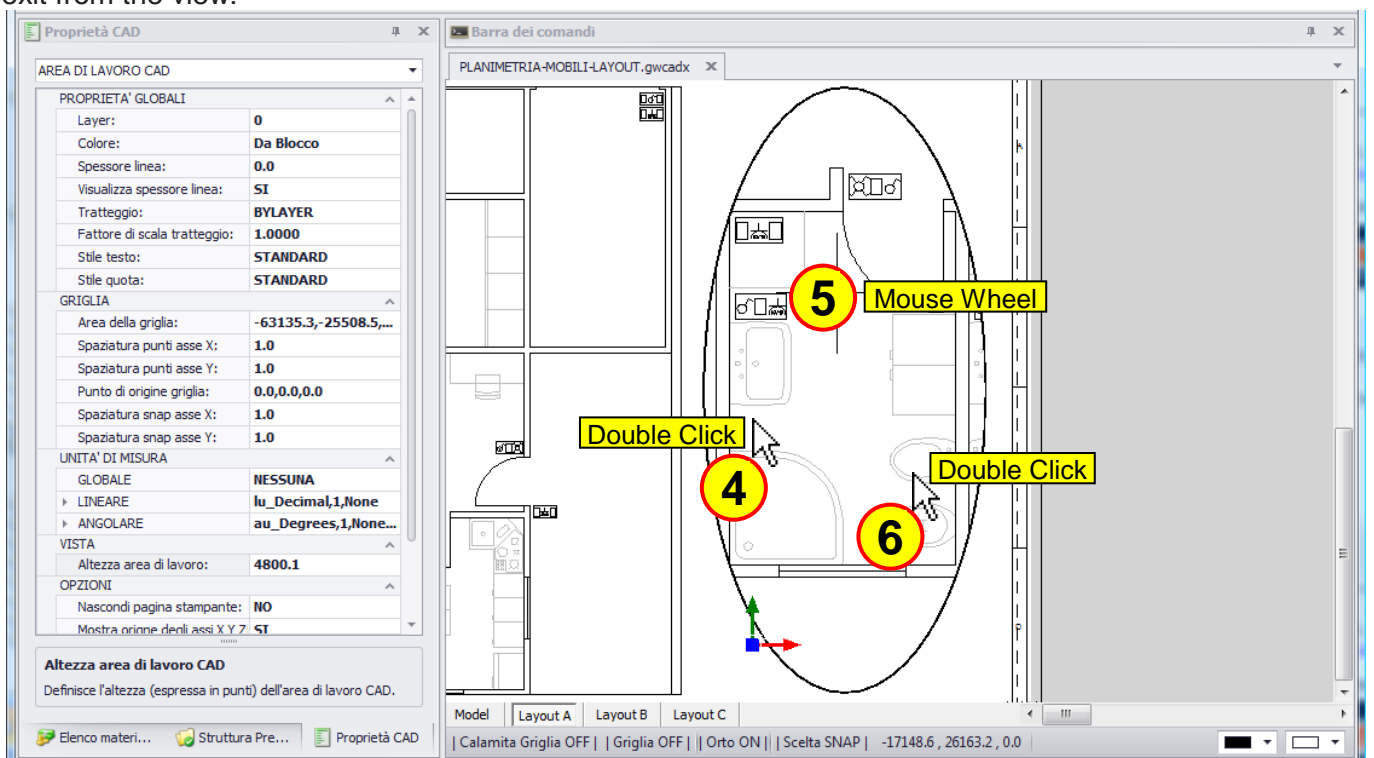 exit from the view.
Proprietà CAD
AREA DI LAVORO CAD
PROPRIETA' GLOBALI
Layer: 0
Colore: Da Blocco
Spessore linea: 0.0
Visualizza spessore linea: SI
Tratteggio: BYLAYER
Fattore di scala tratteggio: 1.0000
Stile testo: STANDARD
Stile quota: STANDARD
GRIGLIA
Area della griglia: -63135.3,-25508.5,...
Spaziatura punti asse X: 1.0
Spaziatura punti asse Y: 1.0
Punto di origine griglia: 0.0,0.0,0.0
Spaziatura snap asse X: 1.0
Spaziatura snap asse Y: 1.0
UNITA' DI MISURA
GLOBALE NESSUNA
LINEARE lu_Decimal,1,None
ANGOLARE au_Degrees,1,None...
VISTA
Altezza area di lavoro: 4800.1
OPZIONI
Nascondi pagina stampante: NO
Mostra origne degli assi X Y Z SI
Altezza area di lavoro CAD
Definisce l'altezza (espressa in punti) dell'area di lavoro CAD.
Elenco materi... Struttura Pre... Proprietà CAD
Barra dei comandi
PLANIMETRIA-MOBILI-LAYOUT.gwcadx
A
5 Mouse Wheel
Double Click
4
Double Click
6
Model Layout A Layout B Layout C
| Calamita Griglia OFF | | Griglia OFF | | Orto ON | | Scelta SNAP | -17148.6 , 26163.2 , 0.0